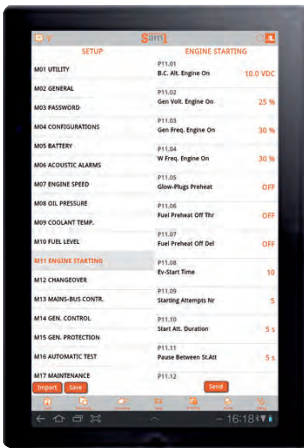 Sam1
SETUP
ENGINE STARTING
M01 UTILITY
M02 GENERAL
M03 PASSWORD
M04 CONFIGURATIONS
M05 BATTERY
M06 ACOUSTIC ALARMS
M07 ENGINE SPEED
M08 OIL PRESSURE
M09 COOLANT TEMP.
M10 FUEL LEVEL
M11 ENGINE STARTING
M12 CHANGEOVER
M13 MAINS-BUS CONTR.
M14 GEN. CONTROL
M15 GEN. PROTECTION
M16 AUTOMATIC TEST
M17 MAINTENANCE
P11.01
B.C. Alt. Engine On 10.0 VDC
P11.02
Gen Volt. Engine On 25 %
P11.03
Gen Freq. Engine On 30 %
P11.04
W Freq. Engine On 30 %
P11.05
Glow-Plugs Preheat OFF
P11.06
Fuel Preheat Off Thr OFF
P11.07
Fuel Preheat Off Del OFF
P11.08
Ev-Start Time 10
P11.09
Starting Attempts Nr 5
P11.10
Start Att. Duration 5 s
P11.11
Pause Between St.Att 5 s
P11.12
Import Save Send
16:18